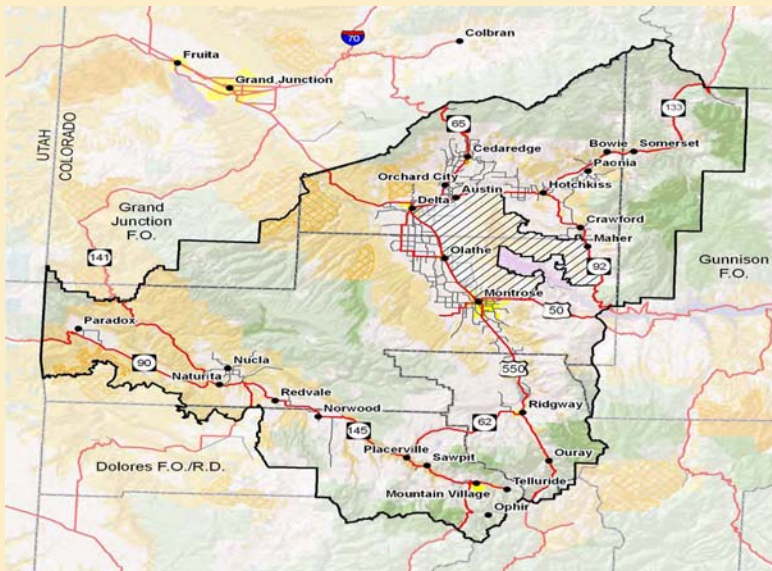 Colbran
70
Fruita
Grand Junction
133
65
UTAH
COLORADO
Cedaredge
Bowie
Somerset
Paonia
Orchard City
Austin
Hotchkiss
Delta
Grand
Junction
F.O.
Crawford
Maher
Olathe
141
92
Gunnison
F.O.
Montrose
50
Paradox
90
Nucla
550
Naturita
Redvale
Norwood
62
Ridgway
145
Placerville
Sawpit
Ouray
Dolores F.O./R.D.
Telluride
Mountain Village
Ophir